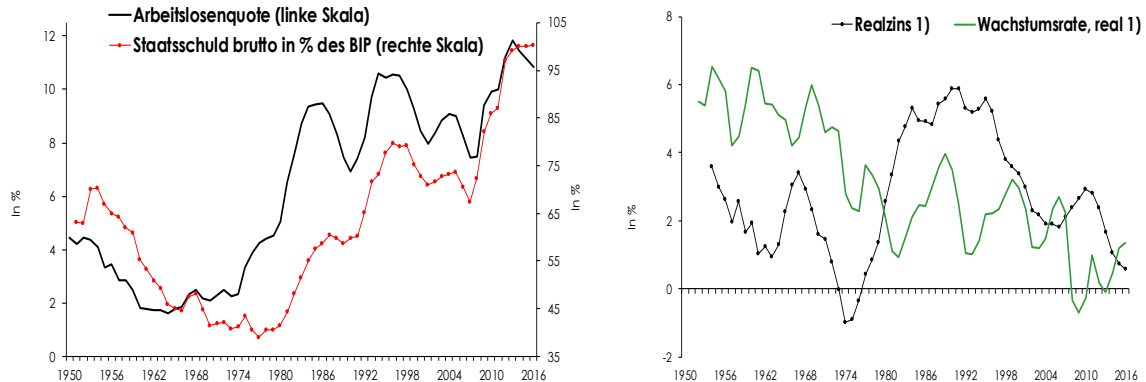 Arbeitslosenquote (linke Skala)
Staatsschuld brutto in % des BIP (rechte Skala)
12
10
8
6
4
2
0
In %
105
95
85
75
65
55
45
35
In %
1950 1956 1962 1968 1974 1980 1986 1992 1998 2004 2010 2016
Realzins 1) Wachstumsrate, real 1)
8
6
4
2
0
-2
In %
1950 1956 1962 1968 1974 1980 1986 1992 1998 2004 2010 2016